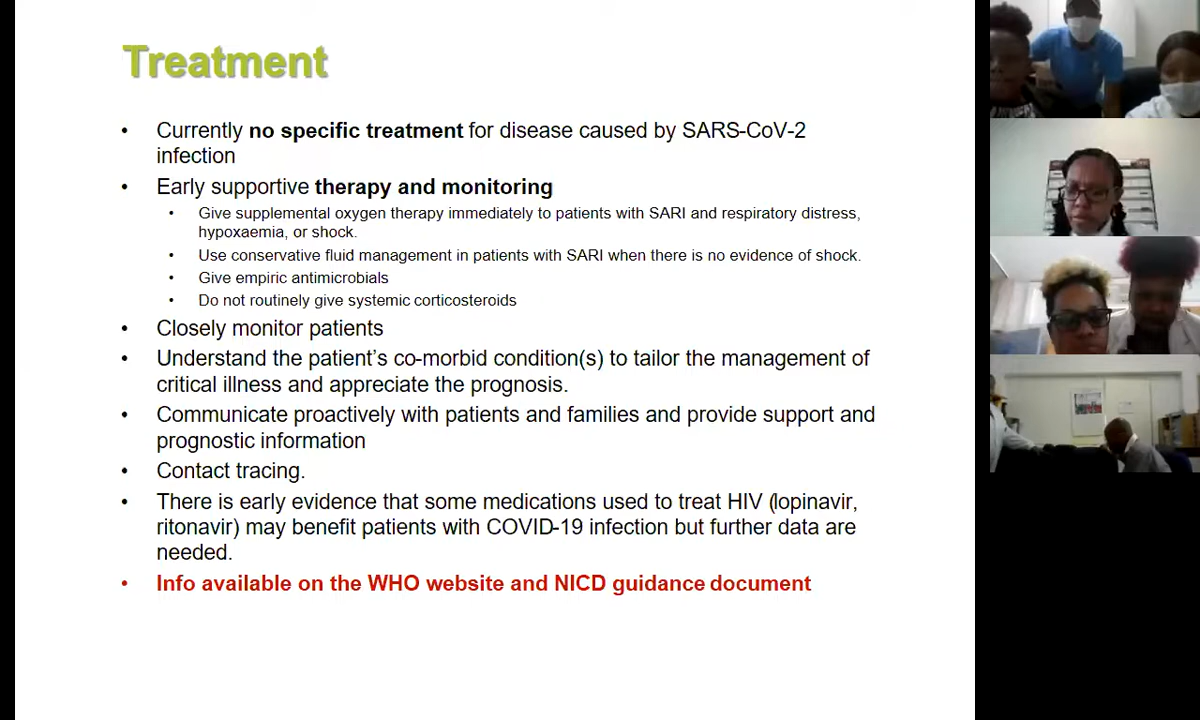 Treatment
• Currently no specific treatment for disease caused by SARS-CoV-2
infection
• Early supportive therapy and monitoring
• Give supplemental oxygen therapy immediately to patients with SARI and respiratory distress,
hypoxaemia, or shock.
• Use conservative fluid management in patients with SARI when there is no evidence of shock.
• Give empiric antimicrobials
• Do not routinely give systemic corticosteroids
• Closely monitor patients
• Understand the patient’s co-morbid condition(s) to tailor the management of
critical illness and appreciate the prognosis.
• Communicate proactively with patients and families and provide support and
prognostic information
• Contact tracing.
• There is early evidence that some medications used to treat HIV (lopinavir,
ritonavir) may benefit patients with COVID-19 infection but further data are
needed.
• Info available on the WHO website and NICD guidance document